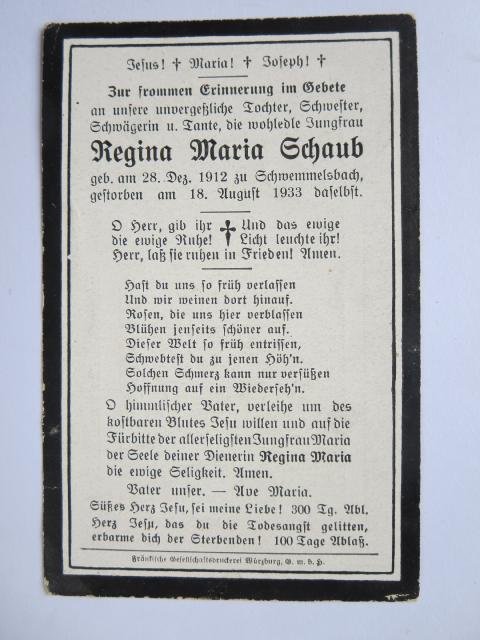 Jesus! † Maria! † Joseph! †
Zur frommen Erinnerung im Gebete
an unsere unvergeßliche Tochter, Schwester,
Schwägerin u. Tante, die wohledle Jungfrau
Regina Maria Schaub
geb. am 28. Dez. 1912 zu Schwemmelsbach,
gestorben am 18. August 1933 daselbst.
O Herr, gib ihr † Und das ewige
die ewige Ruhe! Licht leuchte ihr!
Herr, laß sie ruhen in Frieden! Amen.
Hast du uns so früh verlassen
Und wir weinen dort hinauf.
Rosen, die uns hier verblassen
Blühen jenseits schöner auf.
Dieser Welt so früh entrissen,
Schwebtest du zu jenen Höh'n.
Solchen Schmerz kann nur versüßen
Hoffnung auf ein Wiederseh'n.
O himmlischer Vater, verleihe um des
kostbaren Blutes Jesu willen und auf die
Fürbitte der allerseligsten Jungfrau Maria
der Seele deiner Dienerin Regina Maria
die ewige Seligkeit. Amen.
Vater unser. — Ave Maria.
Süßes Herz Jesu, sei meine Liebe! 300 Tg. Abl.
Herz Jesu, das du die Todesangst gelitten,
erbarme dich der Sterbenden! 100 Tage Ablaß.
Fränkische Gesellschaftsdruckerei Würzburg, G. m. b. H.